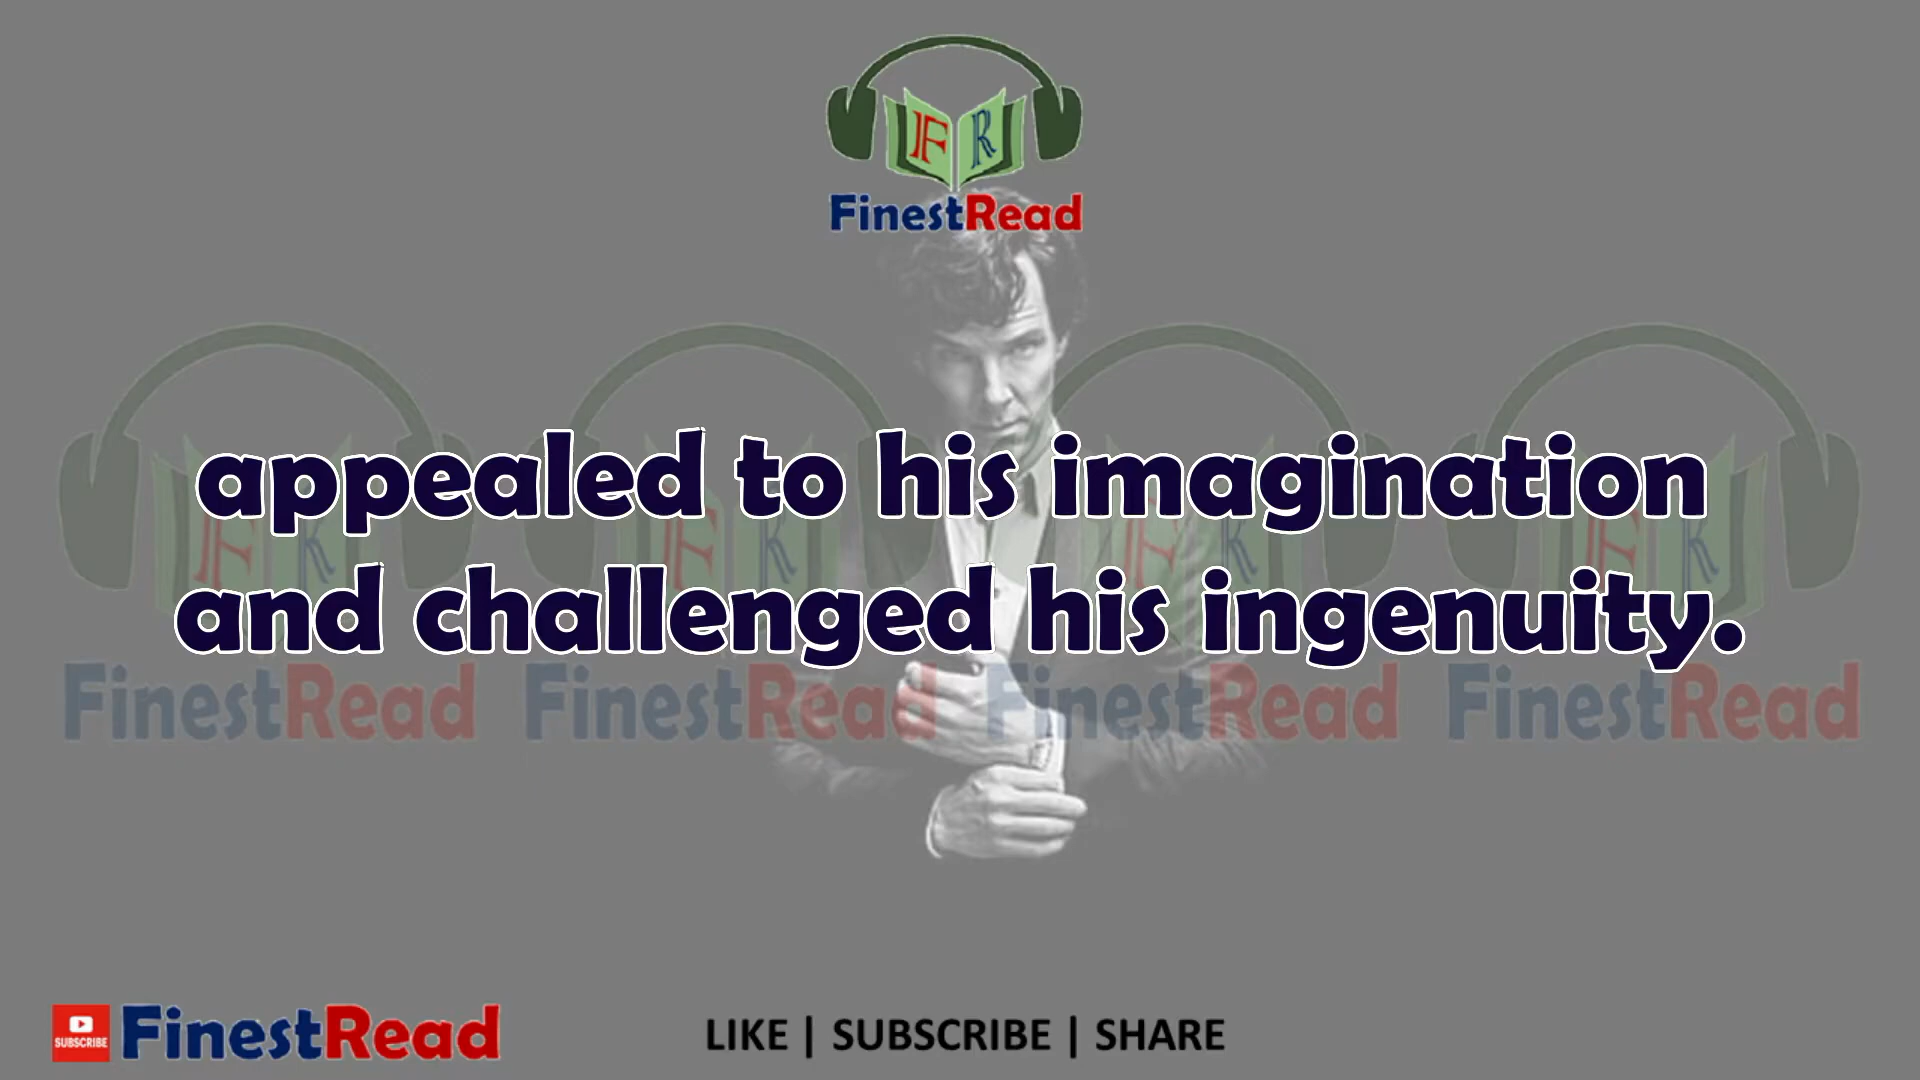 F R
FinestRead
appealed to his imagination
and challenged his ingenuity.
F R F R F R F R
FinestRead FinestRead FinestRead FinestRead
SUBSCRIBE FinestRead LIKE | SUBSCRIBE | SHARE